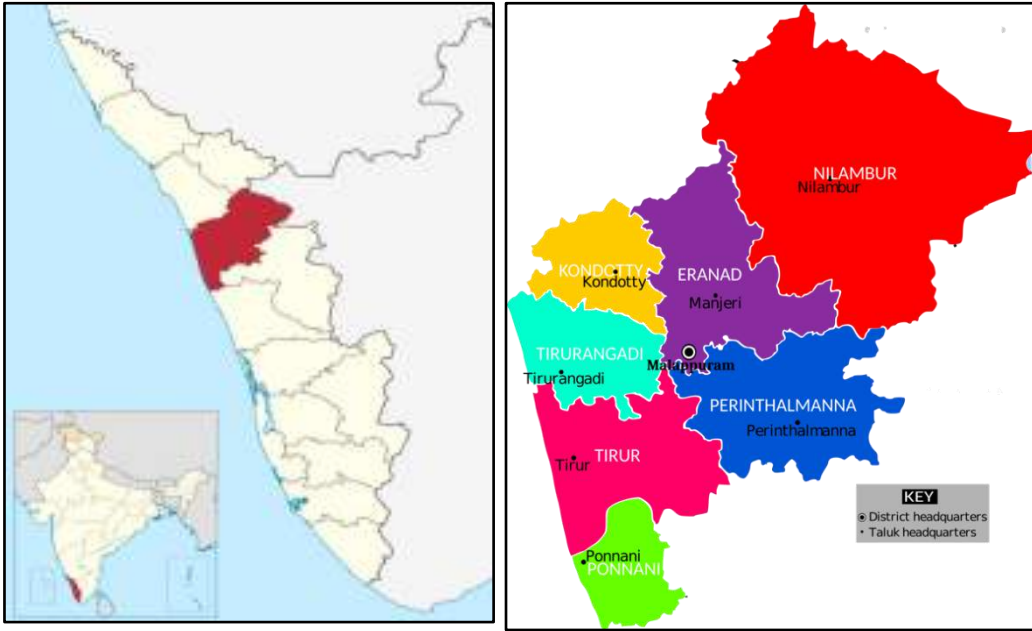 NILAMBUR
Nilambur
KONDOTTY
Kondotty
ERANAD
Manjeri
TIRURANGADI
Tirurangadi
Malappuram
PERINTHALMANNA
Perinthalmanna
TIRUR
Tirur
Ponnani
PONNANI
KEY
District headquarters
Taluk headquarters